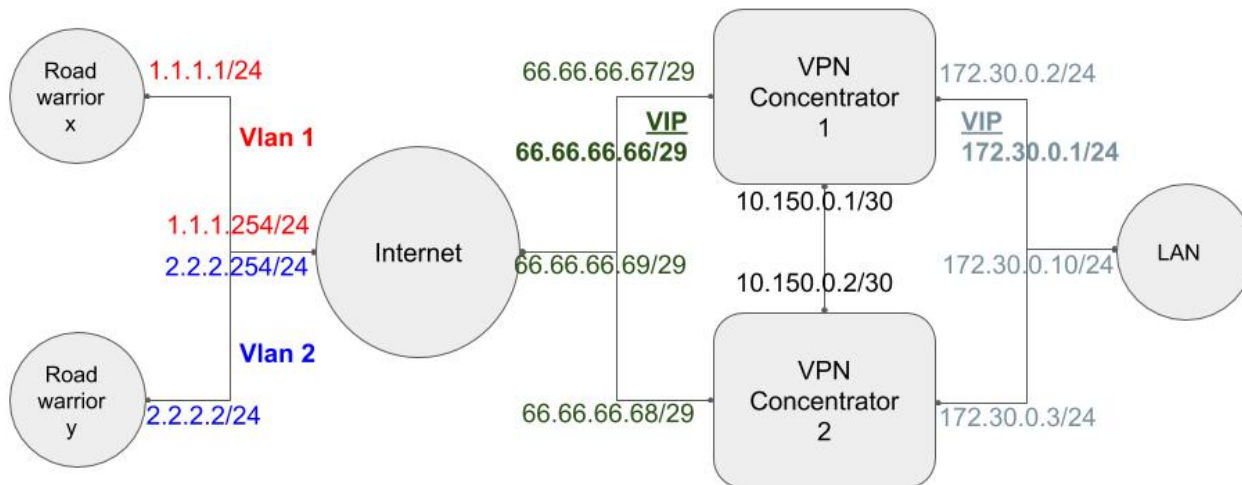 Road
warrior
x
1.1.1.1/24
Vlan 1
1.1.1.254/24
2.2.2.254/24
Vlan 2
Road
warrior
y
2.2.2.2/24
Internet
66.66.66.67/29
VIP
66.66.66.66/29
66.66.66.69/29
66.66.66.68/29
VPN
Concentrator
1
10.150.0.1/30
10.150.0.2/30
VPN
Concentrator
2
172.30.0.2/24
VIP
172.30.0.1/24
172.30.0.10/24
172.30.0.3/24
LAN